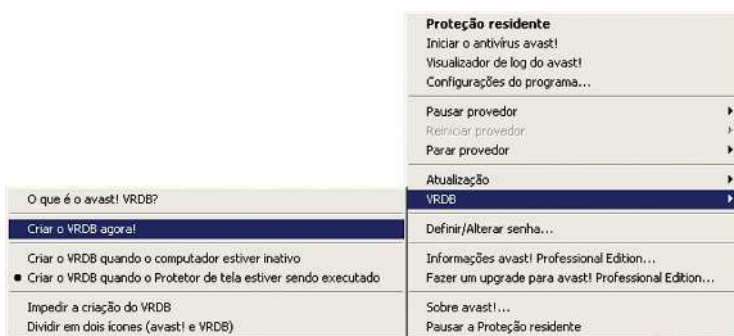 Proteção residente
Iniciar o antivírus avast!
Visualizador de log do avast!
Configurações do programa...
Pausar provedor
Reiniciar provedor
Parar provedor
Atualização
VRDB
Definir/Alterar senha...
Informações avast! Professional Edition...
Fazer um upgrade para avast! Professional Edition...
Sobre avast!...
Pausar a Proteção residente
O que é o avast! VRDB?
Criar o VRDB agora!
Criar o VRDB quando o computador estiver inativo
Criar o VRDB quando o Protetor de tela estiver sendo executado
Impedir a criação do VRDB
Dividir em dois ícones (avast! e VRDB)